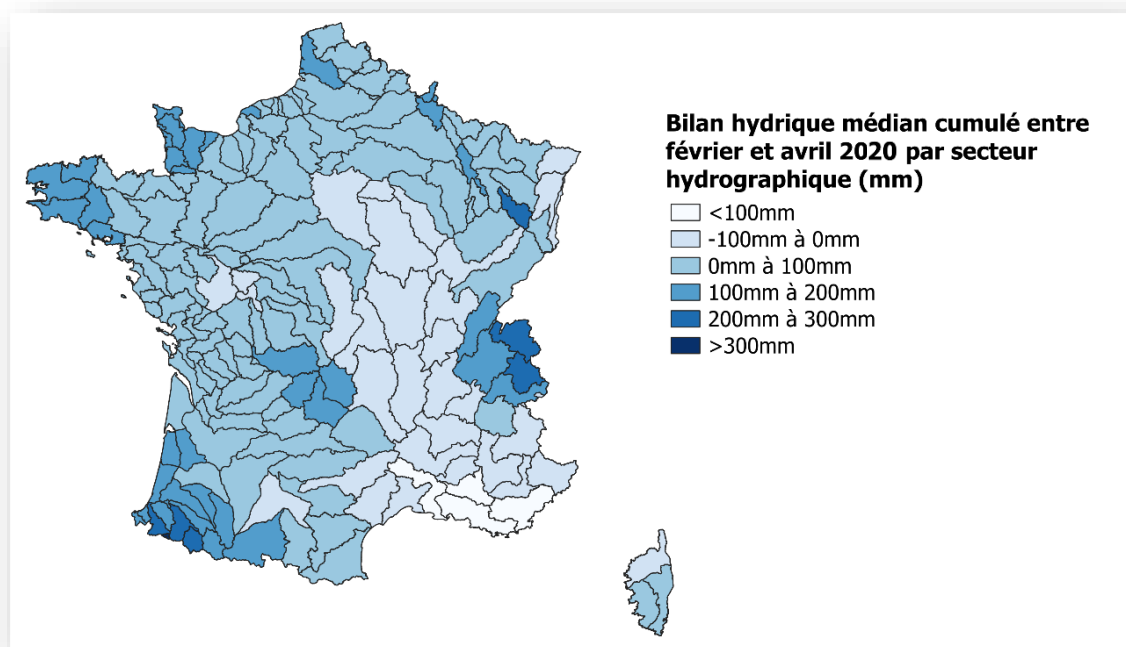 Bilan hydrique médian cumulé entre
février et avril 2020 par secteur
hydrographique (mm)
<100mm
-100mm à 0mm
0mm à 100mm
100mm à 200mm
200mm à 300mm
>300mm